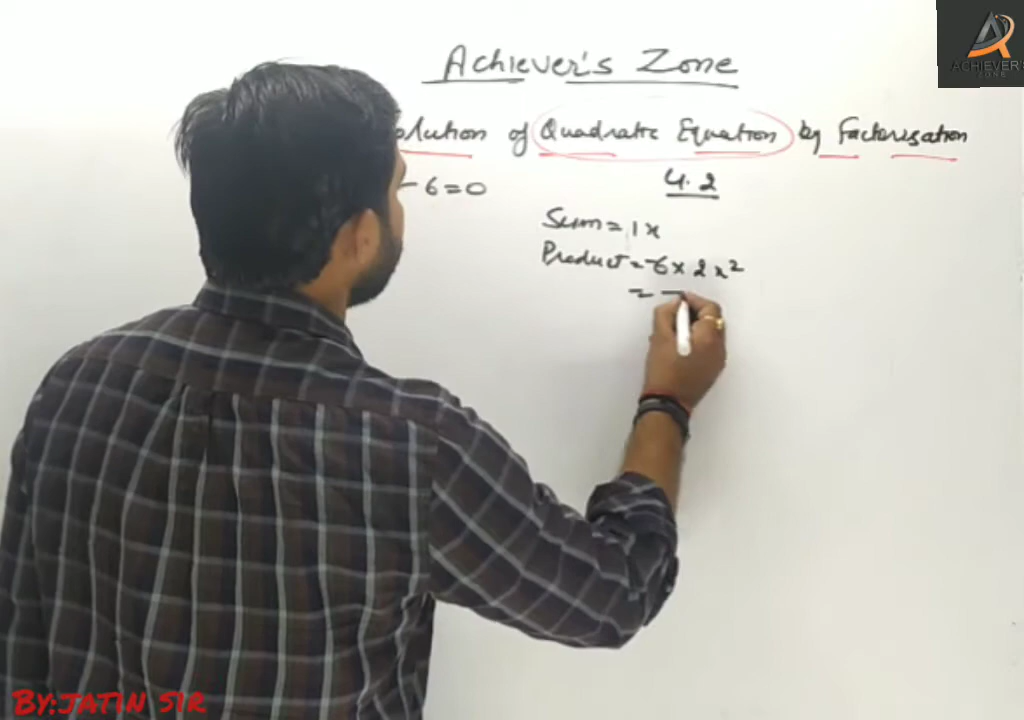 Achiever's Zone
olution of Quadratic Equation by Factorisation
- 6 = 0
4.2
Sum = 1x
Product = -6 × 2x²
= -
ACHIEVER'S
ZONE
BY:JATIN SIR